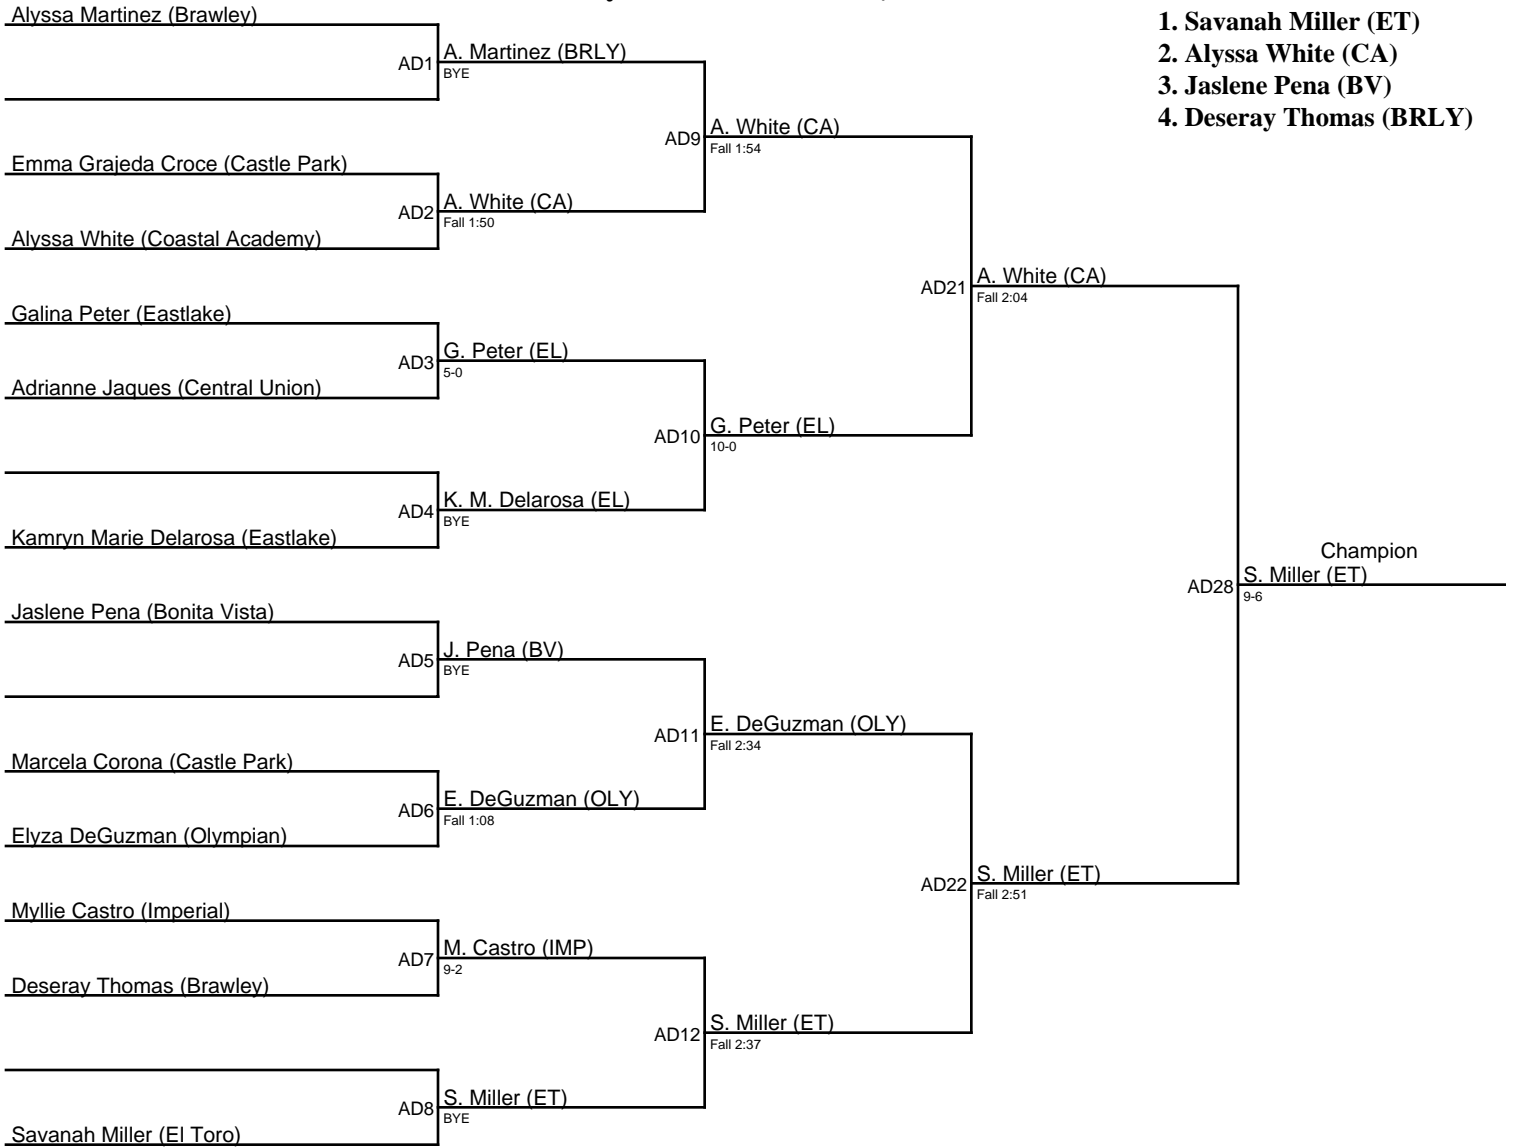 Alyssa Martinez (Brawley)
AD1
A. Martinez (BRLY)
BYE
Emma Grajeda Croce (Castle Park)
AD2
A. White (CA)
Fall 1:50
Alyssa White (Coastal Academy)
AD9
A. White (CA)
Fall 1:54
Galina Peter (Eastlake)
AD3
G. Peter (EL)
5-0
Adrianne Jaques (Central Union)
AD10
G. Peter (EL)
10-0
AD4
K. M. Delarosa (EL)
BYE
Kamryn Marie Delarosa (Eastlake)
AD21
A. White (CA)
Fall 2:04
Jaslene Pena (Bonita Vista)
AD5
J. Pena (BV)
BYE
AD11
E. DeGuzman (OLY)
Fall 2:34
Marcela Corona (Castle Park)
AD6
E. DeGuzman (OLY)
Fall 1:08
Elyza DeGuzman (Olympian)
Myllie Castro (Imperial)
AD7
M. Castro (IMP)
9-2
Deseray Thomas (Brawley)
AD12
S. Miller (ET)
Fall 2:37
AD8
S. Miller (ET)
BYE
Savanah Miller (El Toro)
AD22
S. Miller (ET)
Fall 2:51
Champion
AD28
S. Miller (ET)
9-6
1. Savanah Miller (ET)
2. Alyssa White (CA)
3. Jaslene Pena (BV)
4. Deseray Thomas (BRLY)